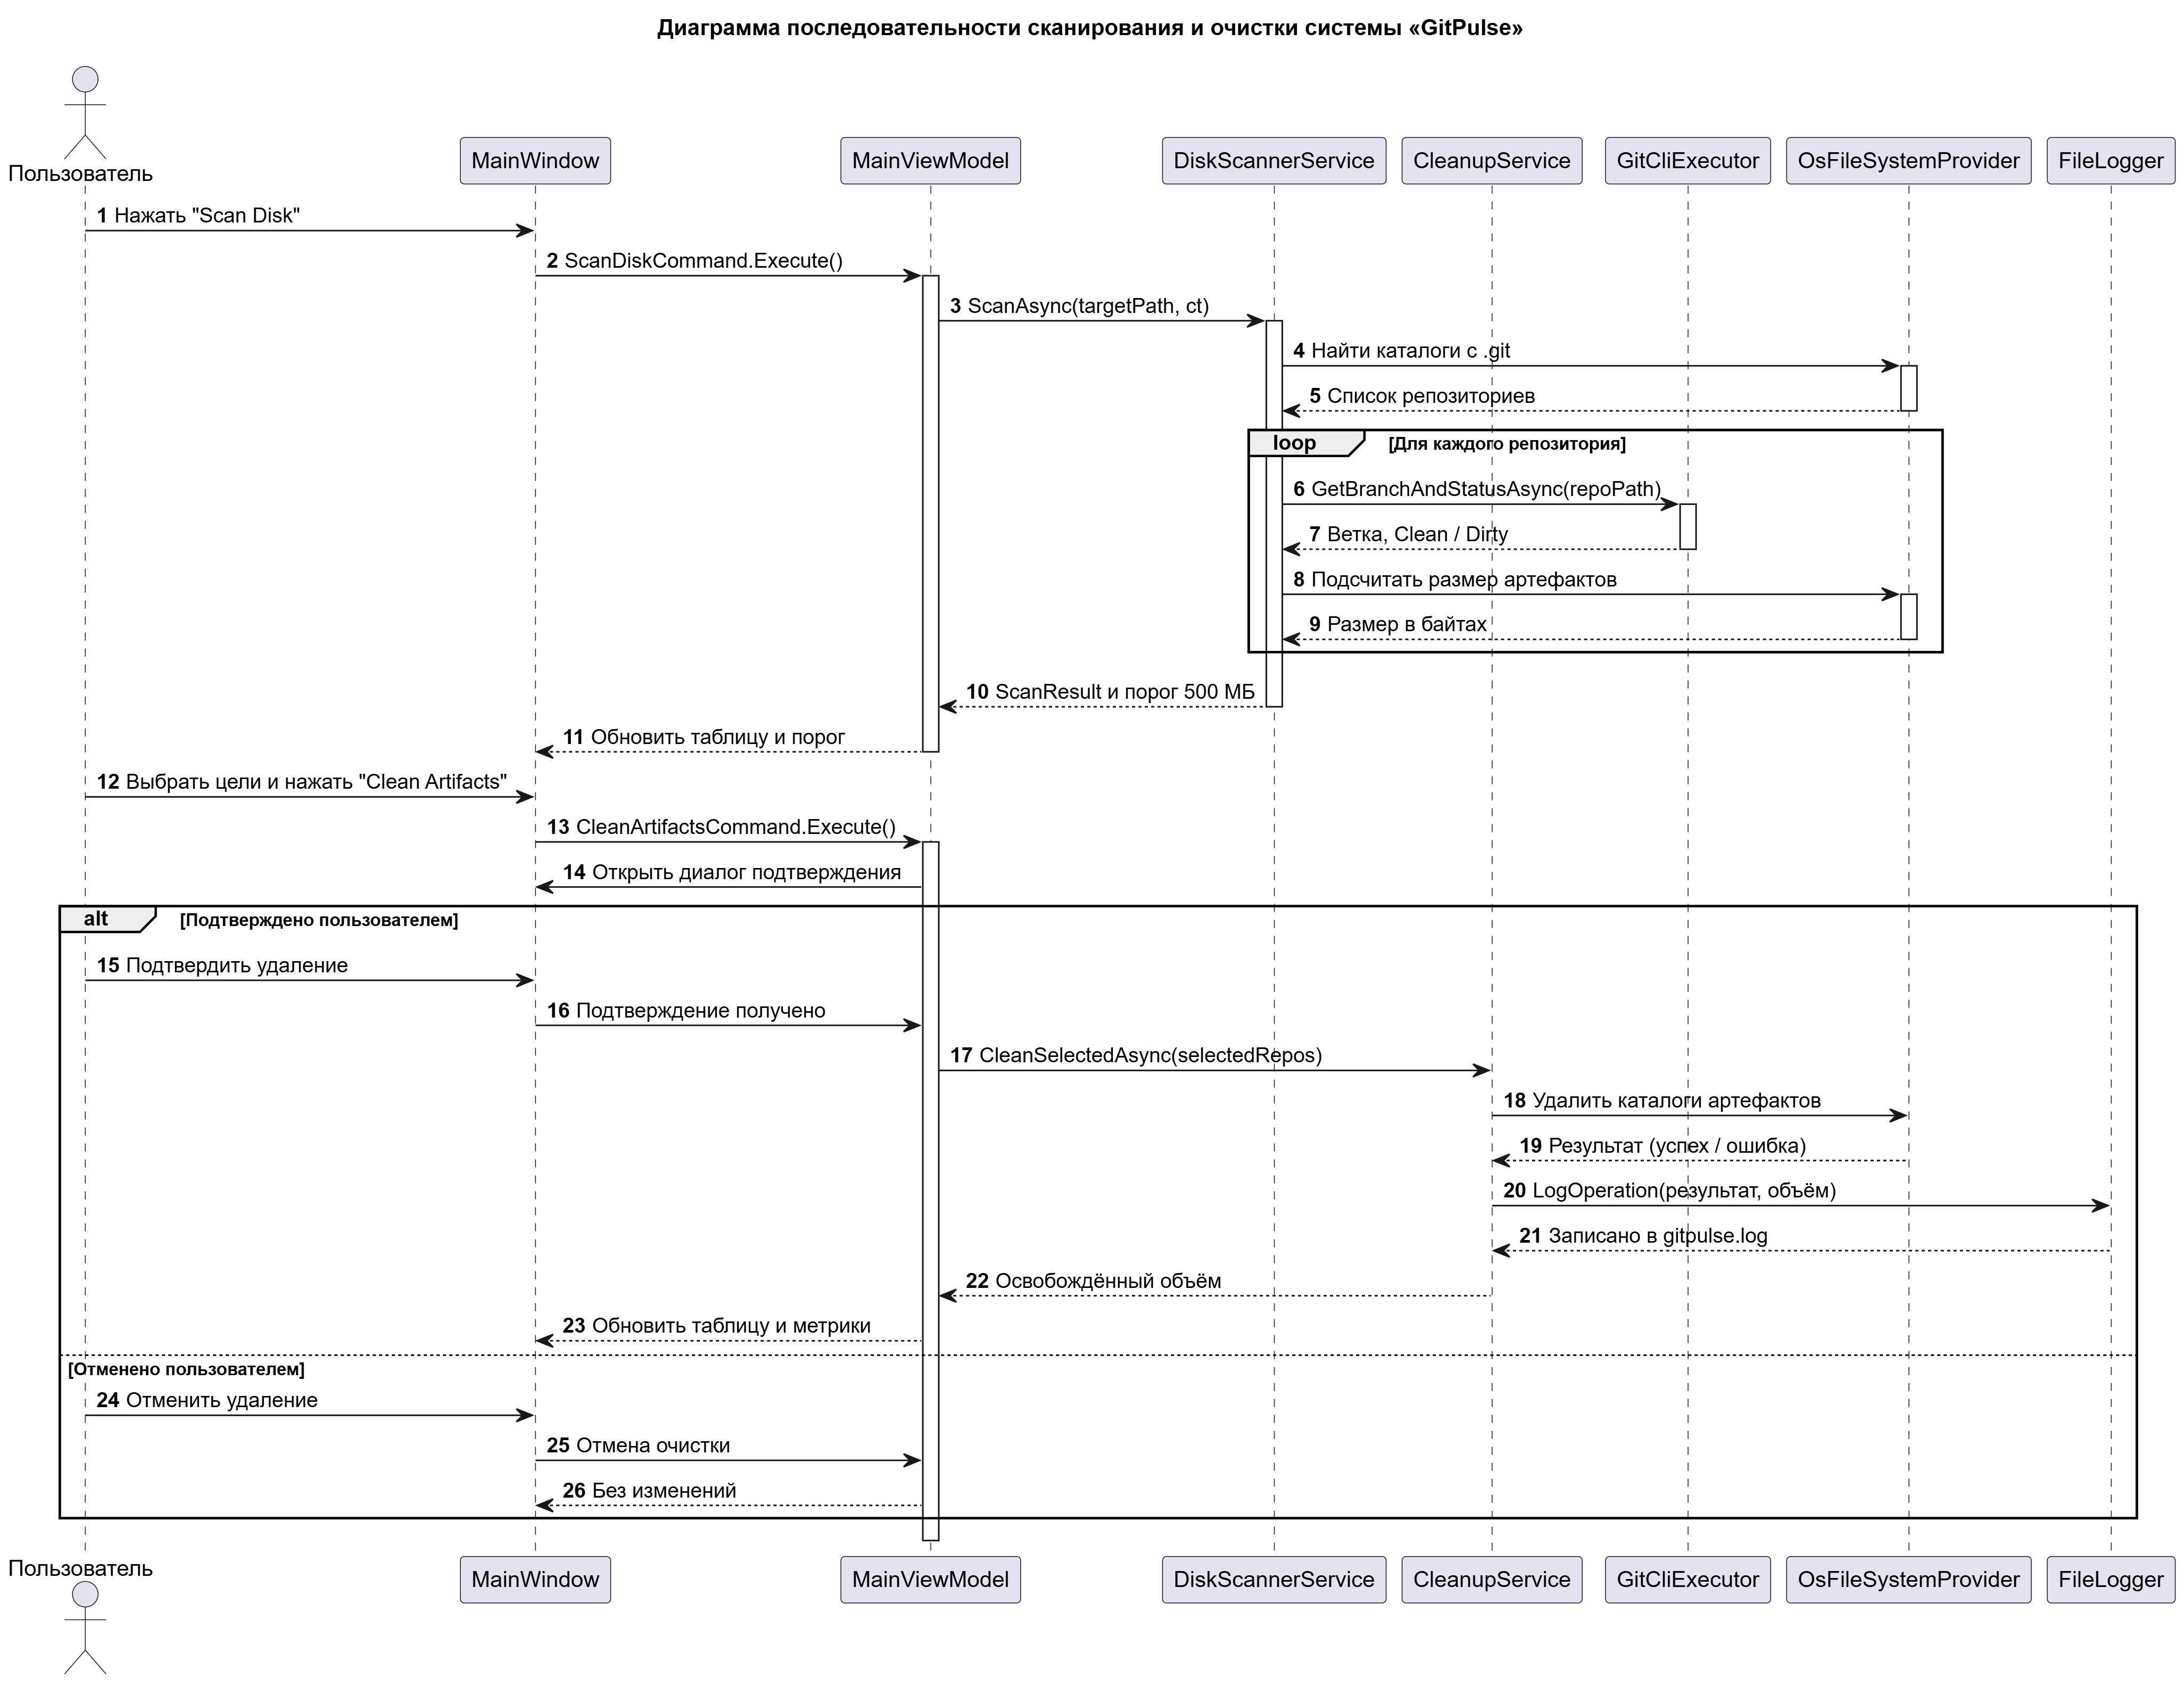 Диаграмма последовательности сканирования и очистки системы «GitPulse»
Пользователь
MainWindow
MainViewModel
DiskScannerService
CleanupService
GitCliExecutor
OsFileSystemProvider
FileLogger
1 Нажать "Scan Disk"
2 ScanDiskCommand.Execute()
3 ScanAsync(targetPath, ct)
4 Найти каталоги с .git
5 Список репозиториев
loop [Для каждого репозитория]
6 GetBranchAndStatusAsync(repoPath)
7 Ветка, Clean / Dirty
8 Подсчитать размер артефактов
9 Размер в байтах
10 ScanResult и порог 500 МБ
11 Обновить таблицу и порог
12 Выбрать цели и нажать "Clean Artifacts"
13 CleanArtifactsCommand.Execute()
14 Открыть диалог подтверждения
alt [Подтверждено пользователем]
15 Подтвердить удаление
16 Подтверждение получено
17 CleanSelectedAsync(selectedRepos)
18 Удалить каталоги артефактов
19 Результат (успех / ошибка)
20 LogOperation(результат, объём)
21 Записано в gitpulse.log
22 Освобождённый объём
23 Обновить таблицу и метрики
[Отменено пользователем]
24 Отменить удаление
25 Отмена очистки
26 Без изменений
Пользователь
MainWindow
MainViewModel
DiskScannerService
CleanupService
GitCliExecutor
OsFileSystemProvider
FileLogger